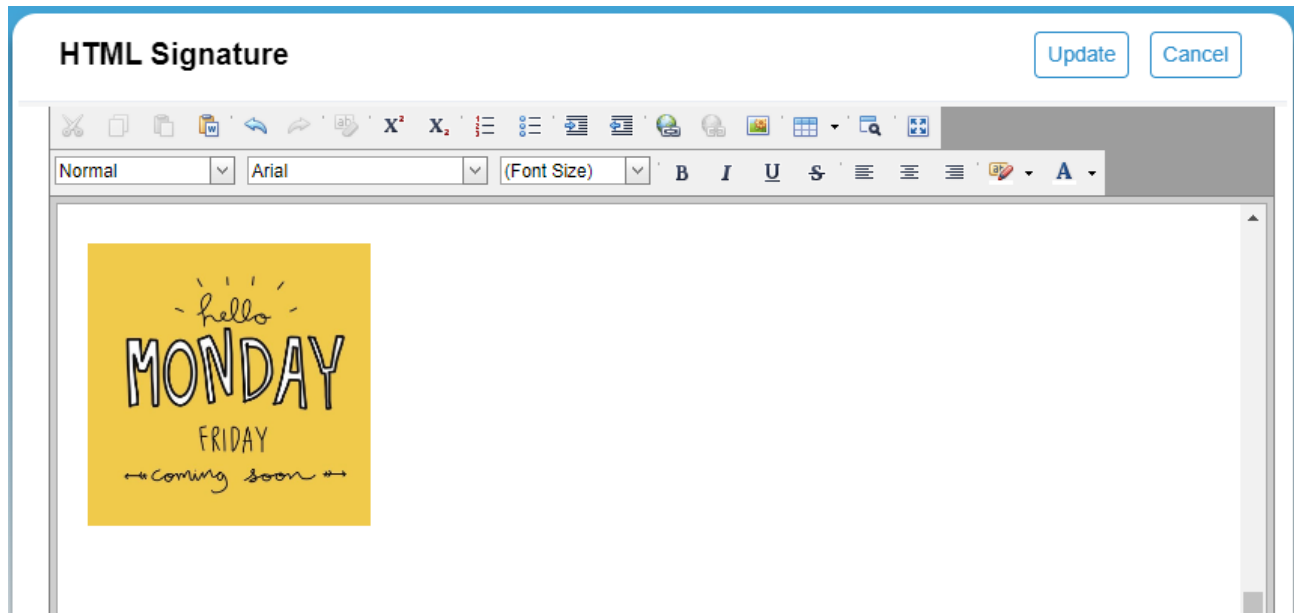 HTML Signature
Update Cancel
Normal Arial (Font Size) B I U S A
hello
MONDAY
FRIDAY
coming soon